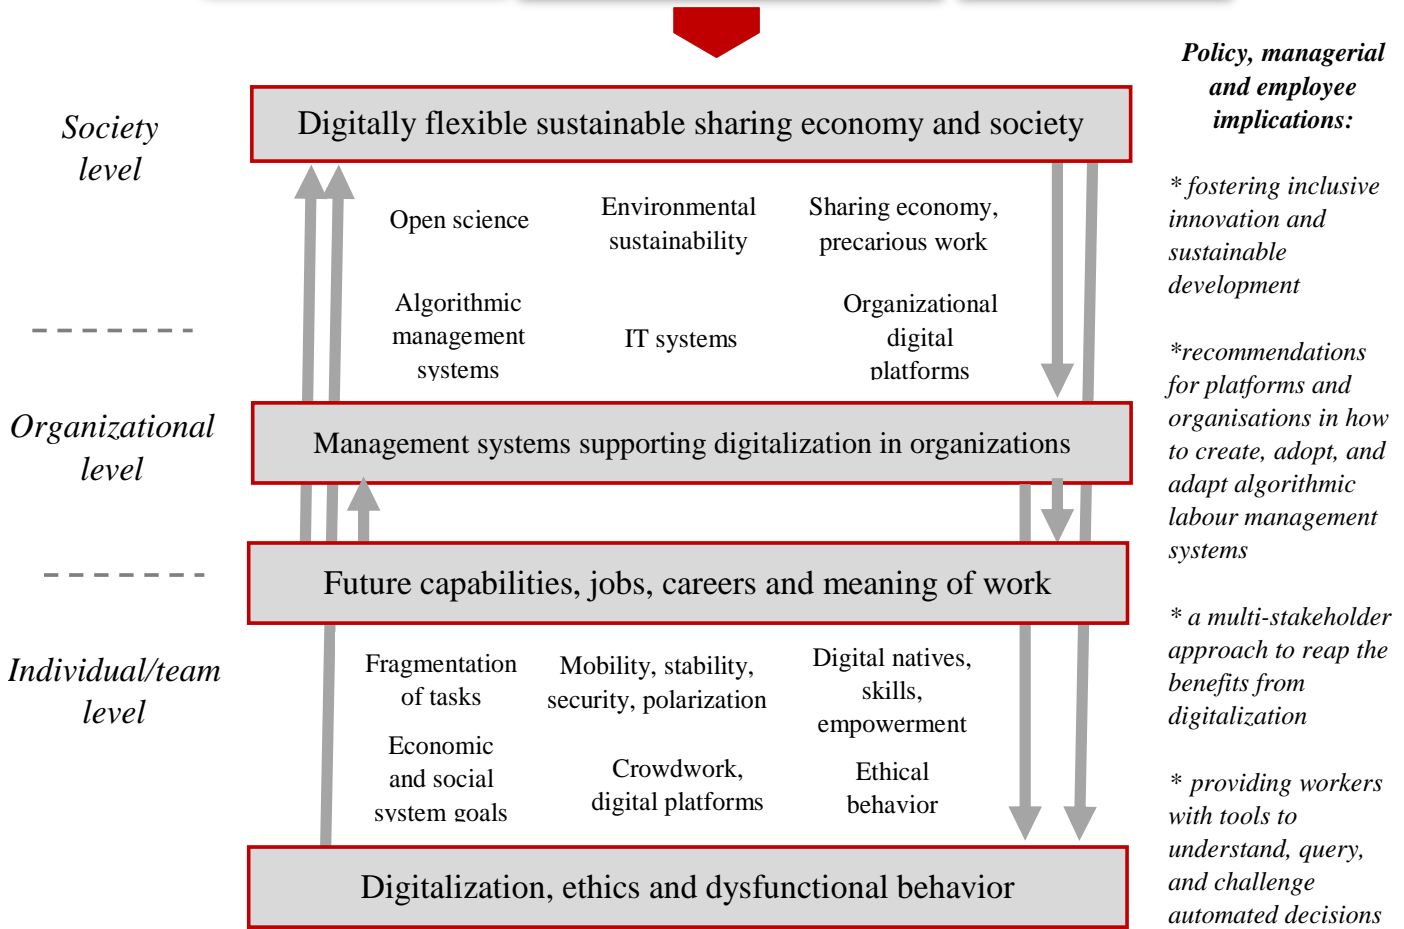 Society
level
Organizational
level
Individual/team
level
Digitally flexible sustainable sharing economy and society
Open science
Environmental
sustainability
Sharing economy,
precarious work
Algorithmic
management
systems
IT systems
Organizational
digital
platforms
Management systems supporting digitalization in organizations
Future capabilities, jobs, careers and meaning of work
Fragmentation
of tasks
Mobility, stability,
security, polarization
Digital natives,
skills,
empowerment
Economic
and social
system goals
Crowdwork,
digital platforms
Ethical
behavior
Digitalization, ethics and dysfunctional behavior
Policy, managerial
and employee
implications:
* fostering inclusive
innovation and
sustainable
development
*recommendations
for platforms and
organisations in how
to create, adopt, and
adapt algorithmic
labour management
systems
* a multi-stakeholder
approach to reap the
benefits from
digitalization
* providing workers
with tools to
understand, query,
and challenge
automated decisions